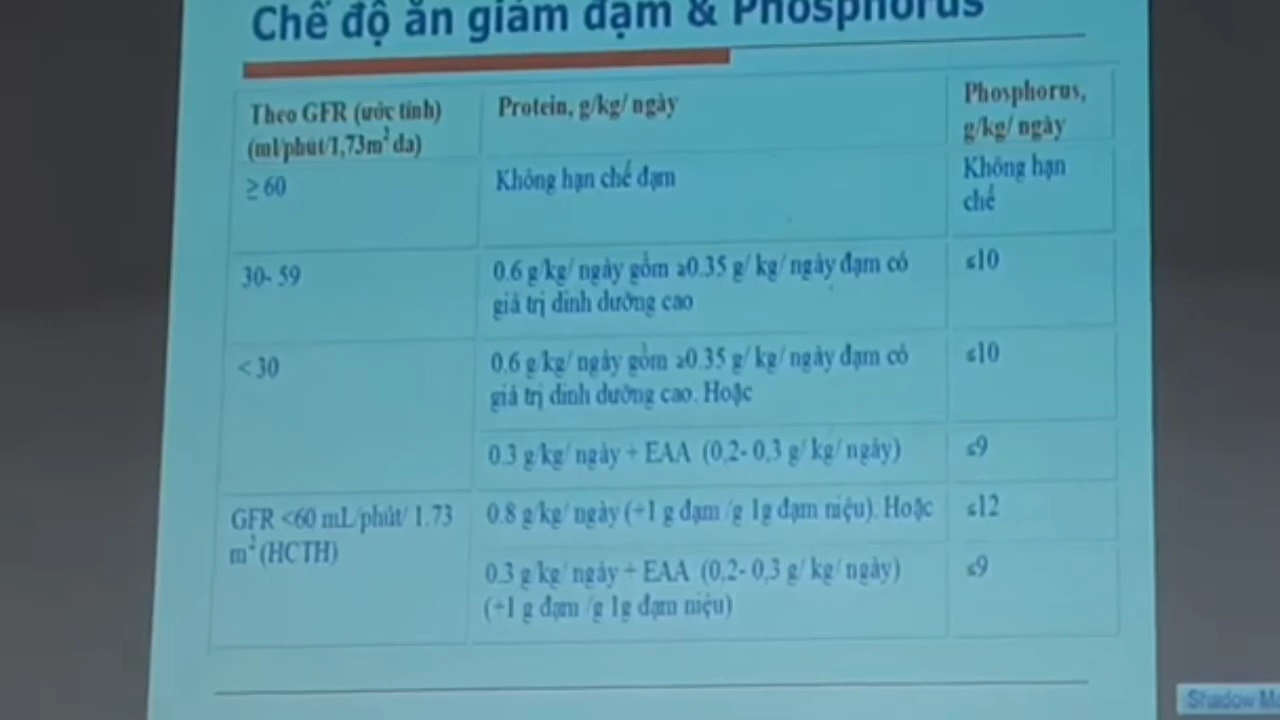 Chế độ ăn giảm đạm & Phosphorus
Theo GFR (ước tính)
(ml/phút/1,73m² da)
Protein, g/kg/ ngày
Phosphorus,
g/kg/ ngày
≥ 60
Không hạn chế đạm
Không hạn
chế
30- 59
0.6 g/kg/ ngày gồm ≥0.35 g/ kg/ ngày đạm có
giá trị dinh dưỡng cao
≤10
< 30
0.6 g/kg/ ngày gồm ≥0.35 g/ kg/ ngày đạm có
giá trị dinh dưỡng cao. Hoặc
≤10
0.3 g/kg/ ngày + EAA (0,2- 0,3 g/ kg/ ngày)
≤9
GFR <60 mL/phút/ 1.73
m² (HCTH)
0.8 g/kg/ ngày (+1 g đạm /g 1g đạm niệu). Hoặc
≤12
0.3 g/kg/ ngày + EAA (0,2- 0,3 g/ kg/ ngày)
(+1 g đạm /g 1g đạm niệu)
≤9
Shadow